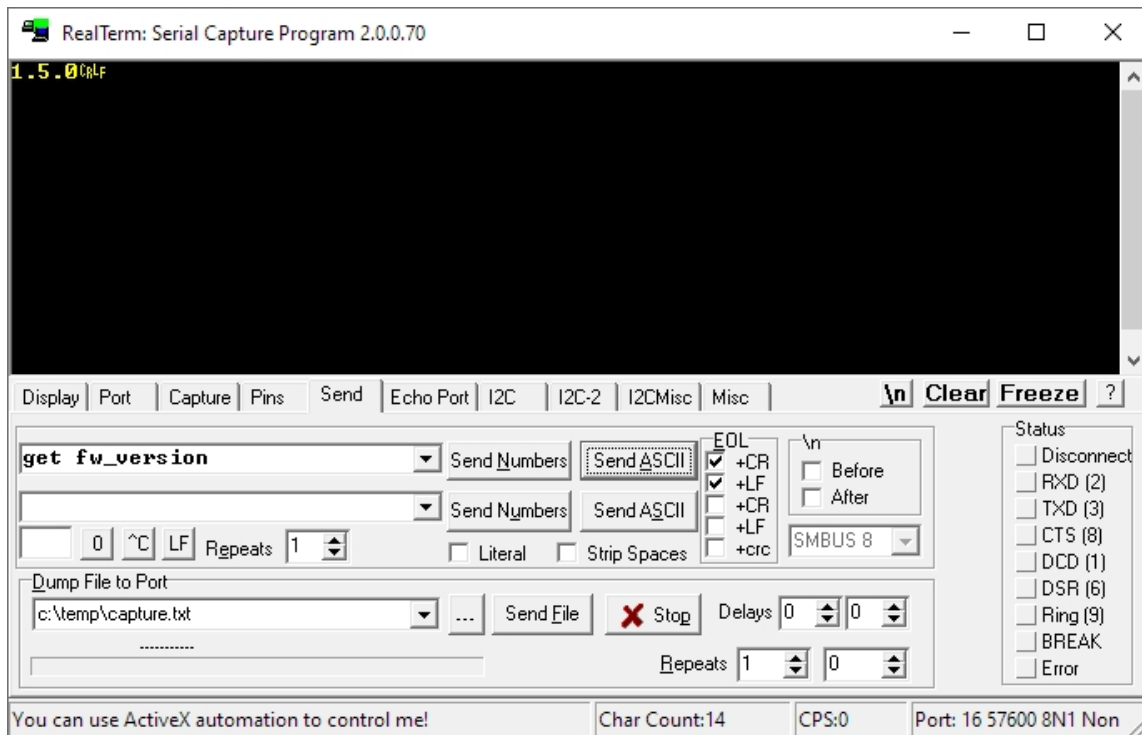 RealTerm: Serial Capture Program 2.0.0.70
1.5.0CRLF
Display Port Capture Pins Send Echo Port I2C I2C-2 I2CMisc Misc \n Clear Freeze ?
get fw_version Send Numbers Send ASCII
Send Numbers Send ASCII
0 ^C LF Repeats 1 Literal Strip Spaces
EOL
+CR
+LF
+CR
+LF
+crc
\n
Before
After
SMBUS 8
Dump File to Port
c:\temp\capture.txt ... Send File Stop Delays 0 0
Repeats 1 0
Status
Disconnect
RXD (2)
TXD (3)
CTS (8)
DCD (1)
DSR (6)
Ring (9)
BREAK
Error
You can use ActiveX automation to control me! Char Count:14 CPS:0 Port: 16 57600 8N1 Non